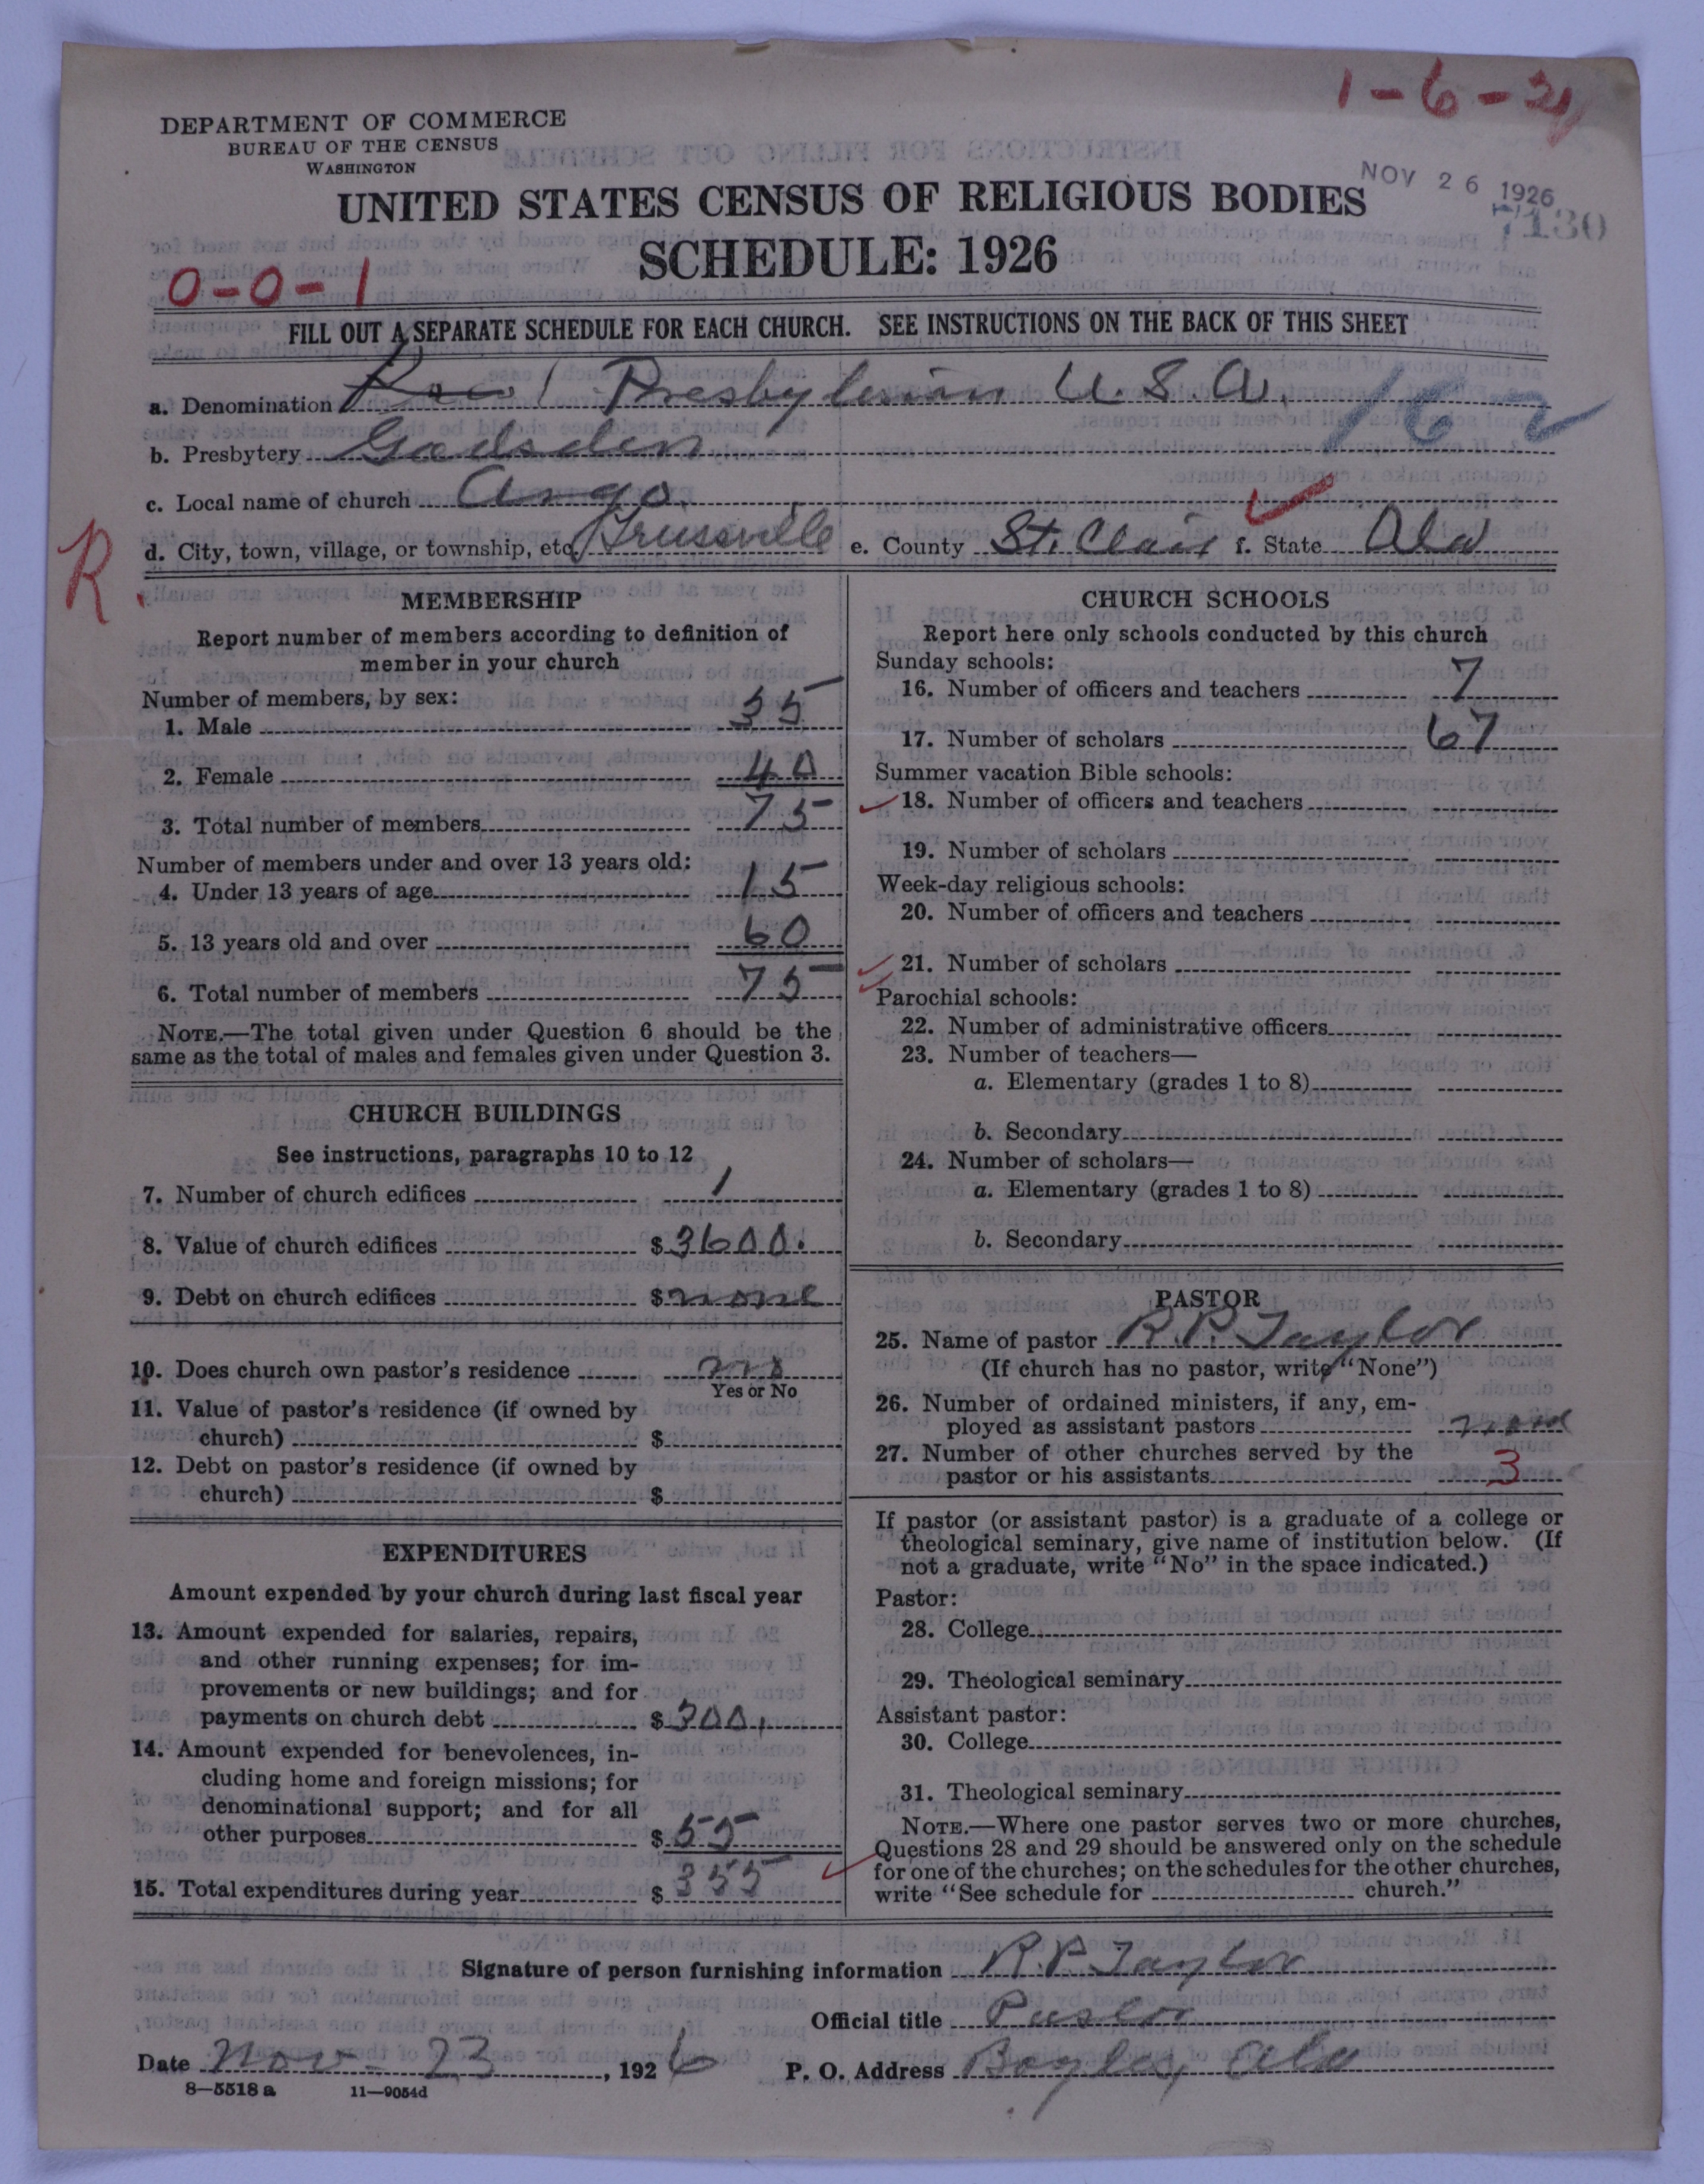 1-6-21
DEPARTMENT OF COMMERCE
BUREAU OF THE CENSUS
WASHINGTON
NOV 26 1926
7130
UNITED STATES CENSUS OF RELIGIOUS BODIES
SCHEDULE: 1926
0-0-1
FILL OUT A SEPARATE SCHEDULE FOR EACH CHURCH. SEE INSTRUCTIONS ON THE BACK OF THIS SHEET
a. Denomination Presbyterian U.S.A.
162
b. Presbytery Gadsden
c. Local name of church Argo
R.
d. City, town, village, or township, etc. Trussville e. County St. Clair f. State Ala
MEMBERSHIP
Report number of members according to definition of
member in your church
Number of members, by sex:
1. Male 35
2. Female 40
3. Total number of members 75
Number of members under and over 13 years old:
4. Under 13 years of age 15
5. 13 years old and over 60
6. Total number of members 75
NOTE.—The total given under Question 6 should be the
same as the total of males and females given under Question 3.
CHURCH BUILDINGS
See instructions, paragraphs 10 to 12
7. Number of church edifices 1
8. Value of church edifices $3600.
9. Debt on church edifices $none
10. Does church own pastor's residence no
Yes or No
11. Value of pastor's residence (if owned by
church) $
12. Debt on pastor's residence (if owned by
church) $
EXPENDITURES
Amount expended by your church during last fiscal year
13. Amount expended for salaries, repairs,
and other running expenses; for im-
provements or new buildings; and for
payments on church debt $300.
14. Amount expended for benevolences, in-
cluding home and foreign missions; for
denominational support; and for all
other purposes $55
15. Total expenditures during year $355
CHURCH SCHOOLS
Report here only schools conducted by this church
Sunday schools:
16. Number of officers and teachers 7
17. Number of scholars 67
Summer vacation Bible schools:
18. Number of officers and teachers
19. Number of scholars
Week-day religious schools:
20. Number of officers and teachers
21. Number of scholars
Parochial schools:
22. Number of administrative officers
23. Number of teachers—
a. Elementary (grades 1 to 8)
b. Secondary
24. Number of scholars—
a. Elementary (grades 1 to 8)
b. Secondary
PASTOR
25. Name of pastor R.P. Taylor
(If church has no pastor, write "None")
26. Number of ordained ministers, if any, em-
ployed as assistant pastors none
27. Number of other churches served by the
pastor or his assistants 3
If pastor (or assistant pastor) is a graduate of a college or
theological seminary, give name of institution below. (If
not a graduate, write "No" in the space indicated.)
Pastor:
28. College
29. Theological seminary
Assistant pastor:
30. College
31. Theological seminary
NOTE.—Where one pastor serves two or more churches,
Questions 28 and 29 should be answered only on the schedule
for one of the churches; on the schedules for the other churches,
write "See schedule for church."
Signature of person furnishing information R.P. Taylor
Official title Pastor
Date Nov- 23, 1926 P. O. Address Boyles, Ala
8—5518a 11—9054d